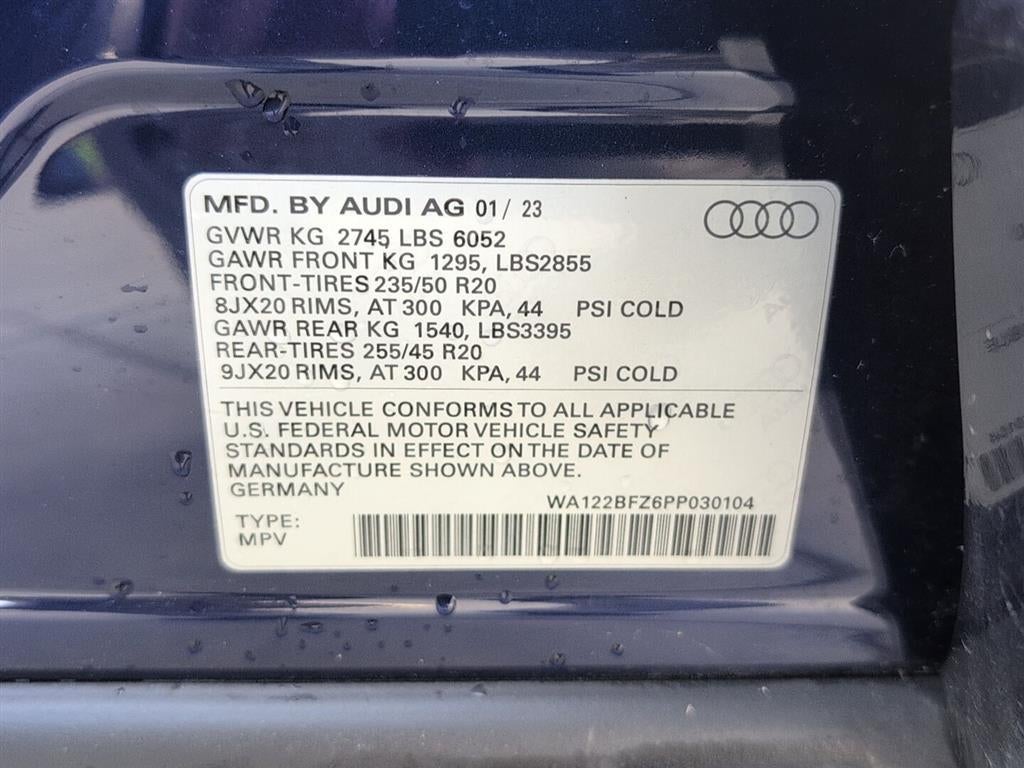 MFD. BY AUDI AG 01/ 23
GVWR KG 2745 LBS 6052
GAWR FRONT KG 1295, LBS2855
FRONT-TIRES 235/50 R20
8JX20 RIMS, AT 300 KPA, 44 PSI COLD
GAWR REAR KG 1540, LBS3395
REAR-TIRES 255/45 R20
9JX20 RIMS, AT 300 KPA, 44 PSI COLD
THIS VEHICLE CONFORMS TO ALL APPLICABLE
U.S. FEDERAL MOTOR VEHICLE SAFETY
STANDARDS IN EFFECT ON THE DATE OF
MANUFACTURE SHOWN ABOVE.
GERMANY
WA122BFZ6PP030104
TYPE:
MPV